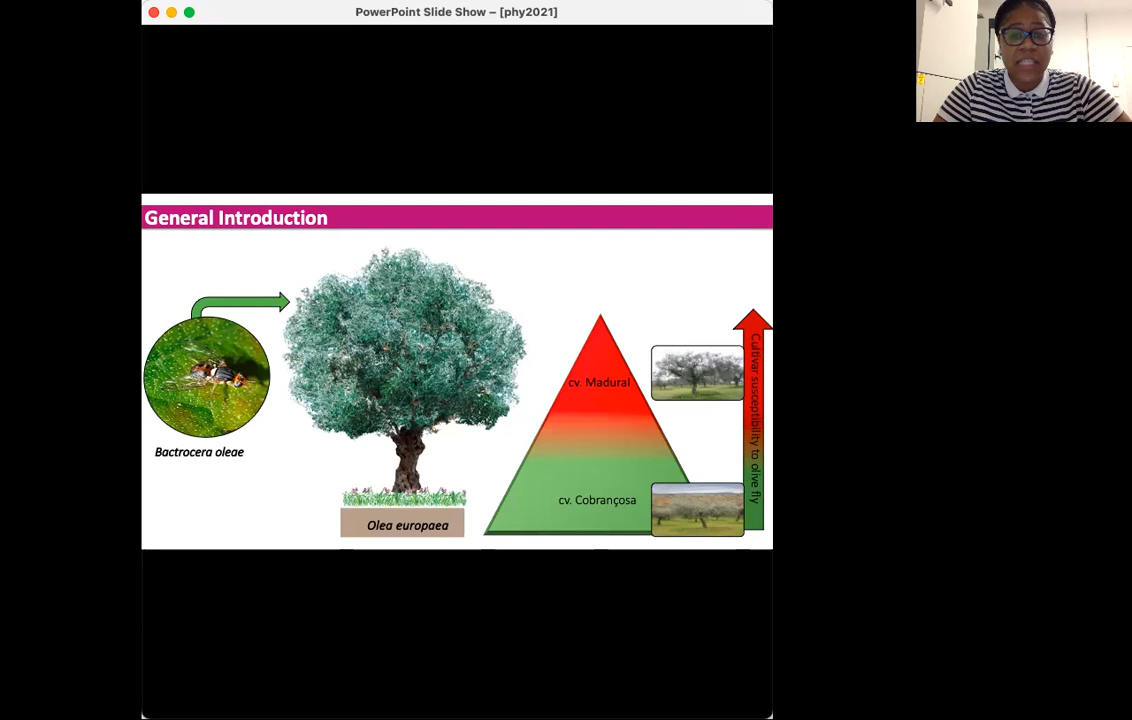 PowerPoint Slide Show – [phy2021]
General Introduction
cv. Madural
Cultivar susceptibility to olive fly
Bactrocera oleae
cv. Cobrançosa
Olea europaea